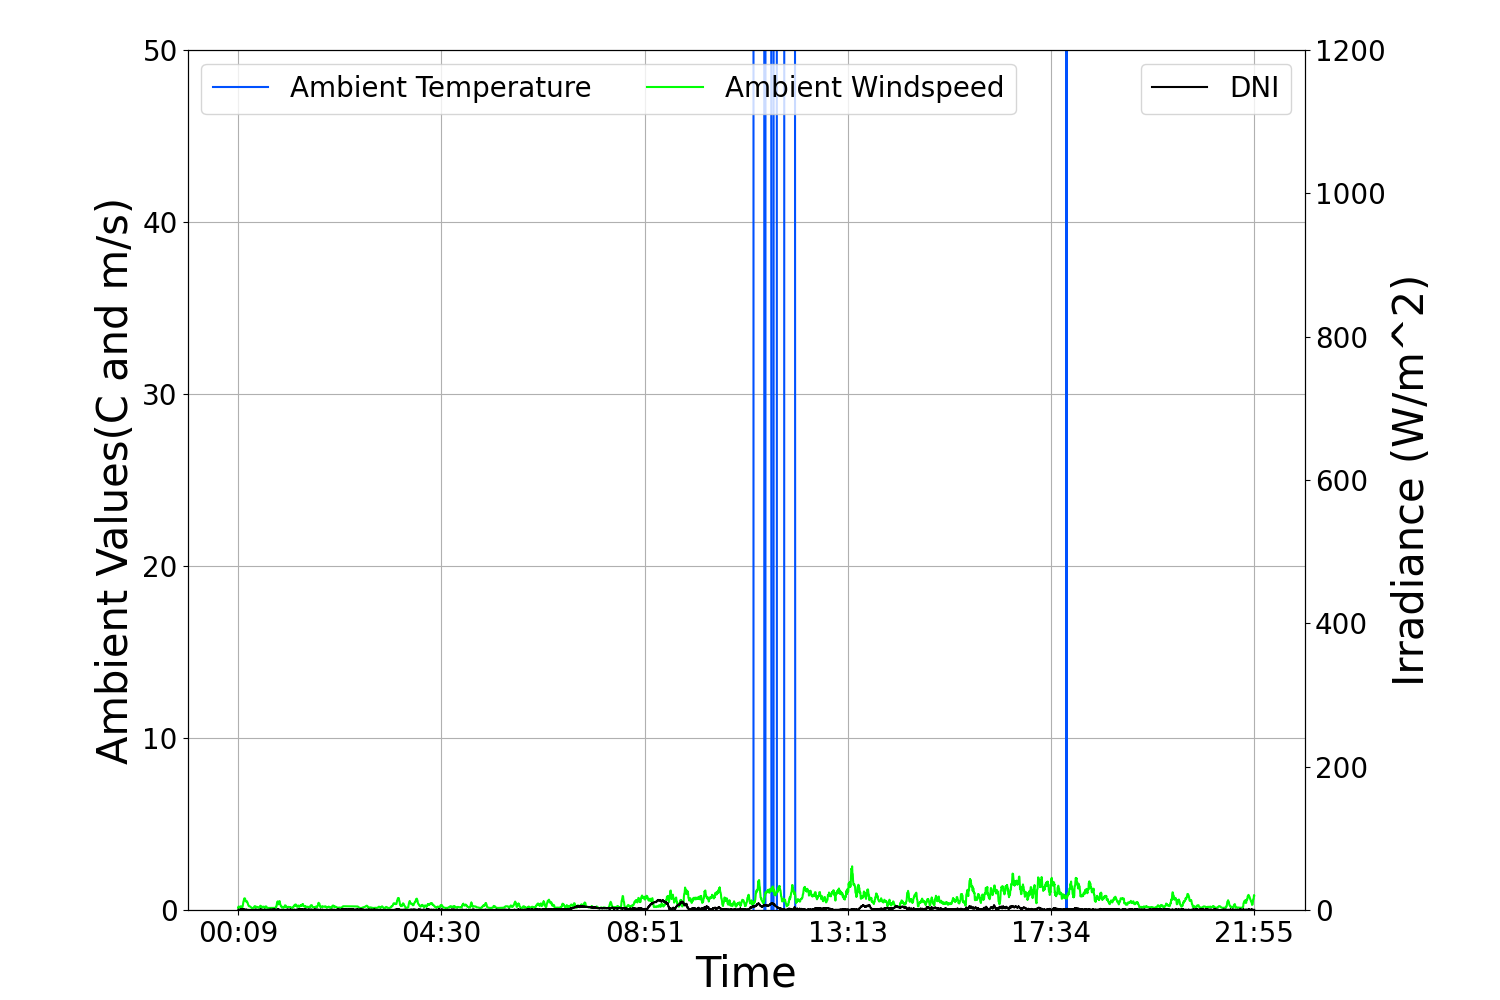 Ambient Temperature Ambient Windspeed DNI
50
40
30
20
10
0
Ambient Values(C and m/s)
1200
1000
800
600
400
200
0
Irradiance (W/m^2)
00:09 04:30 08:51 13:13 17:34 21:55
Time